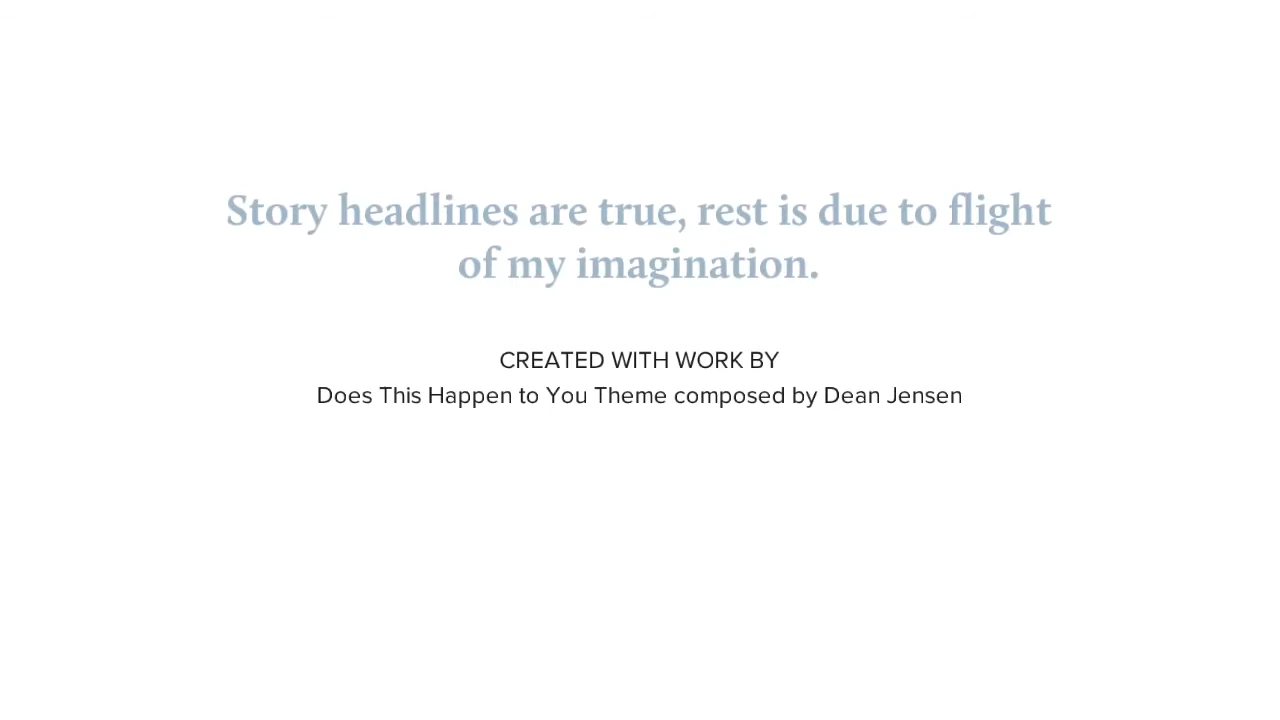 Story headlines are true, rest is due to flight
of my imagination.
CREATED WITH WORK BY
Does This Happen to You Theme composed by Dean Jensen